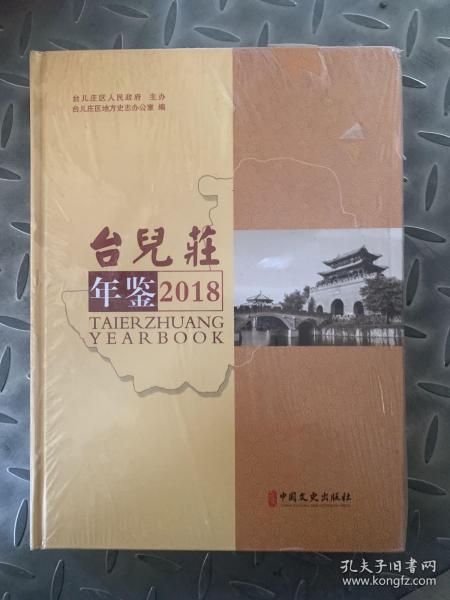 台儿庄区人民政府 主办
台儿庄区地方史志办公室 编
台兒莊
年鉴2018
TAIERZHUANG
YEARBOOK
中国文史出版社
孔夫子旧书网
www.kongfz.com